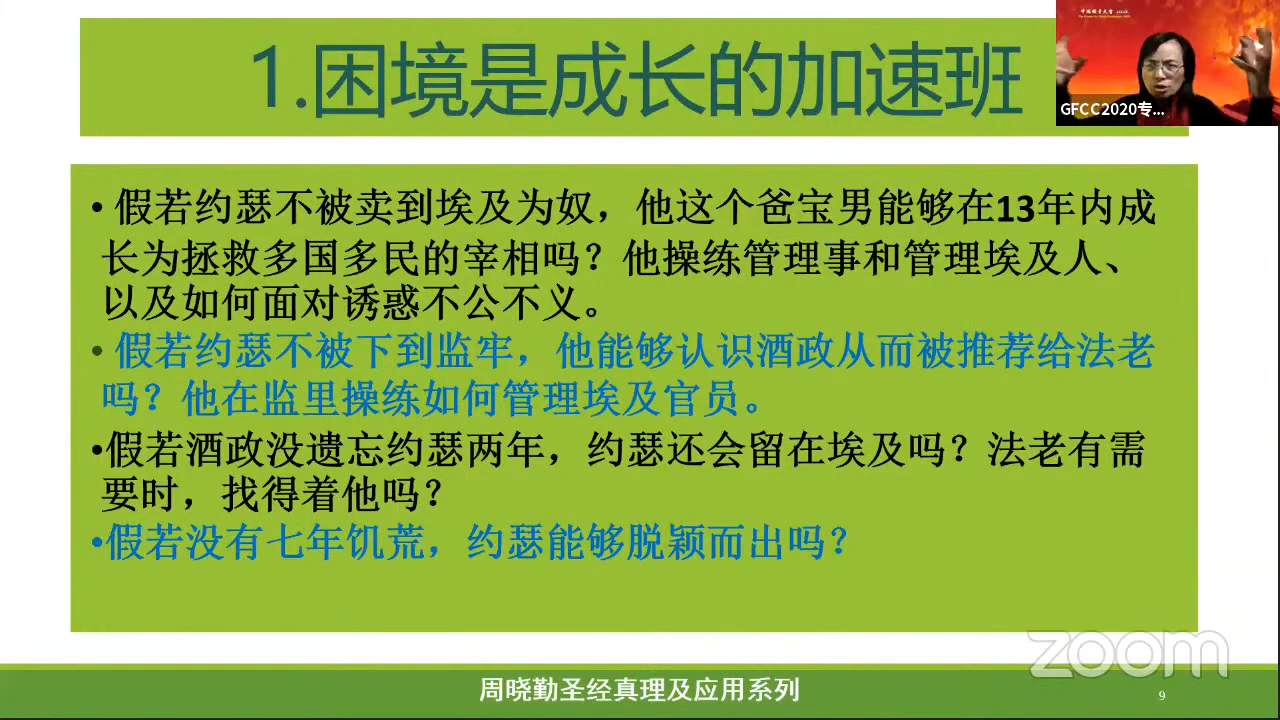 1.困境是成长的加速班
GFCC2020专...
• 假若约瑟不被卖到埃及为奴，他这个爸宝男能够在13年内成
长为拯救多国多民的宰相吗？他操练管理事和管理埃及人、
以及如何面对诱惑不公不义。
• 假若约瑟不被下到监牢，他能够认识酒政从而被推荐给法老
吗？他在监里操练如何管理埃及官员。
•假若酒政没遗忘约瑟两年，约瑟还会留在埃及吗？法老有需
要时，找得着他吗？
•假若没有七年饥荒，约瑟能够脱颖而出吗？
zoom
周晓勤圣经真理及应用系列
9